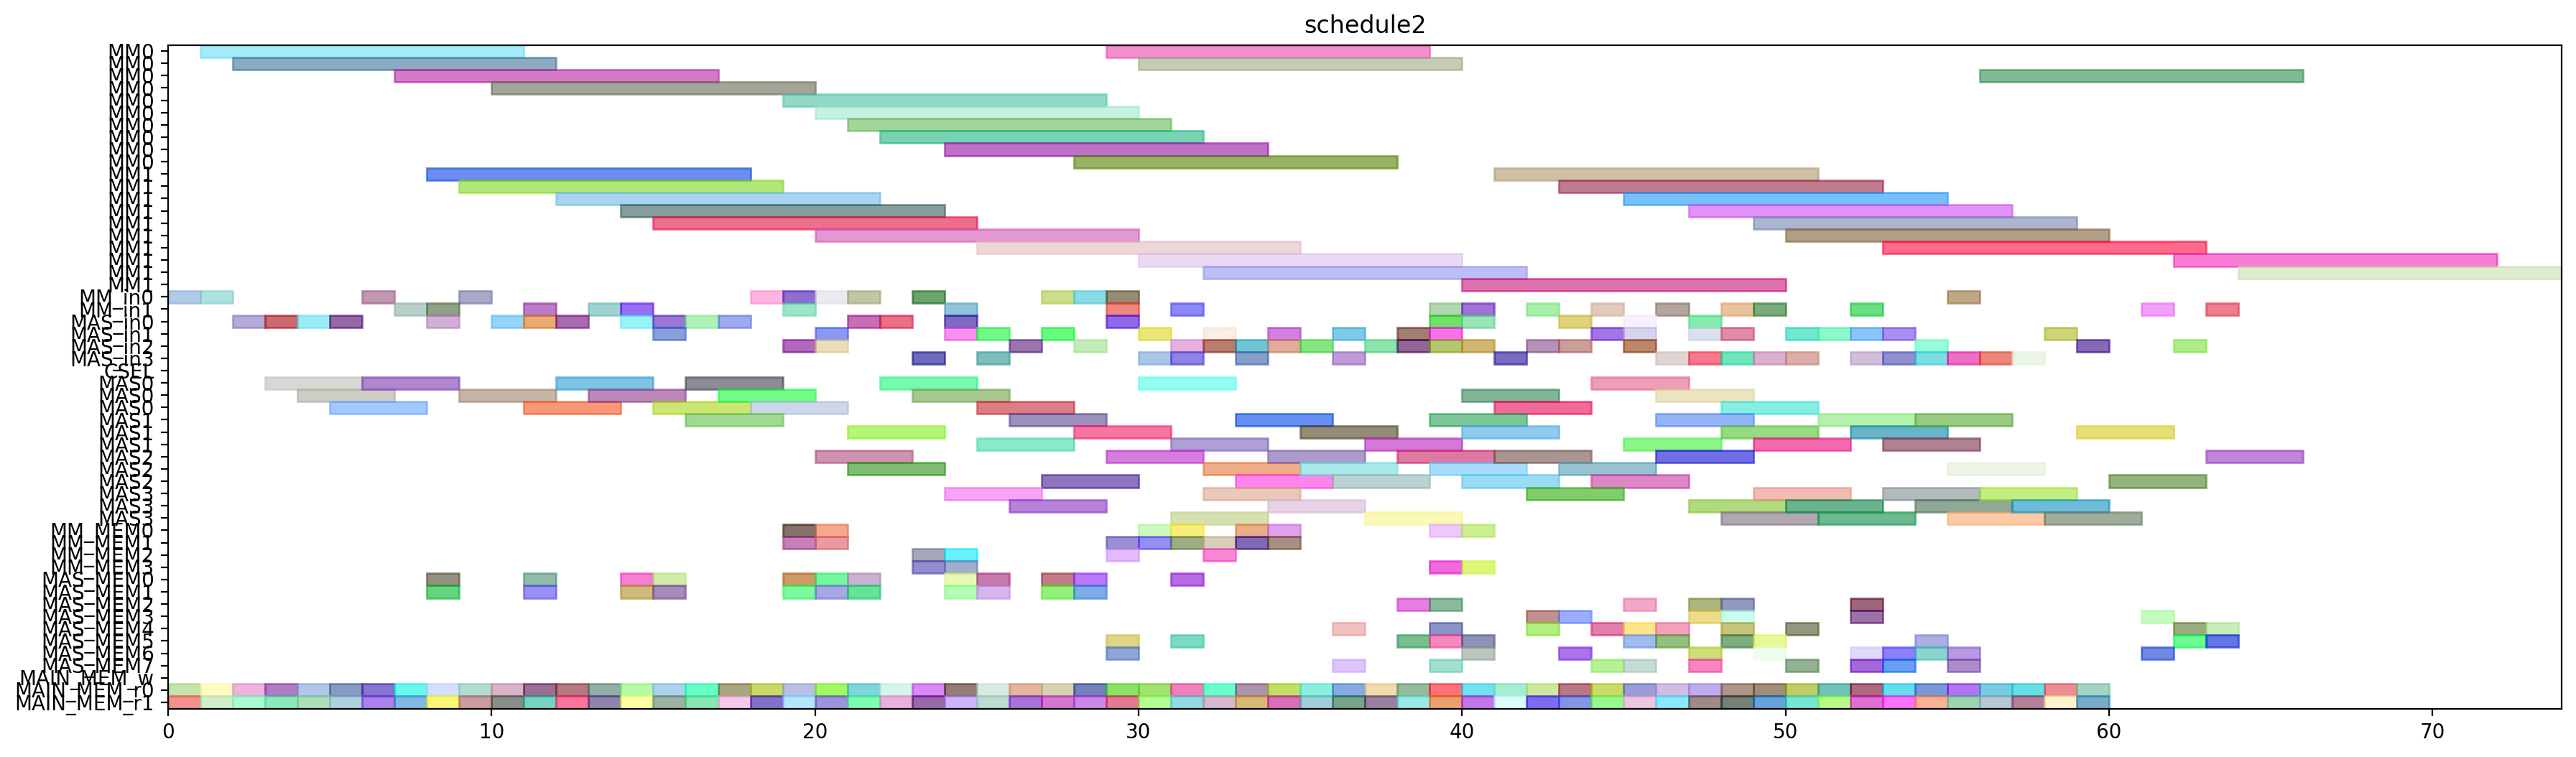 schedule2
MM0
MM0
MM0
MM0
MM0
MM0
MM0
MM0
MM0
MM0
MM1
MM1
MM1
MM1
MM1
MM1
MM1
MM1
MM1
MM1
MM_in0
MM_in1
MAS_in0
MAS_in1
MAS_in2
MAS_in3
CSEL
MAS0
MAS0
MAS0
MAS1
MAS1
MAS1
MAS2
MAS2
MAS2
MAS3
MAS3
MAS3
MM_MEM0
MM_MEM1
MM_MEM2
MM_MEM3
MAS_MEM0
MAS_MEM1
MAS_MEM2
MAS_MEM3
MAS_MEM4
MAS_MEM5
MAS_MEM6
MAS_MEM7
MAIN_MEM_w
MAIN_MEM_r0
MAIN_MEM_r1
0 10 20 30 40 50 60 70